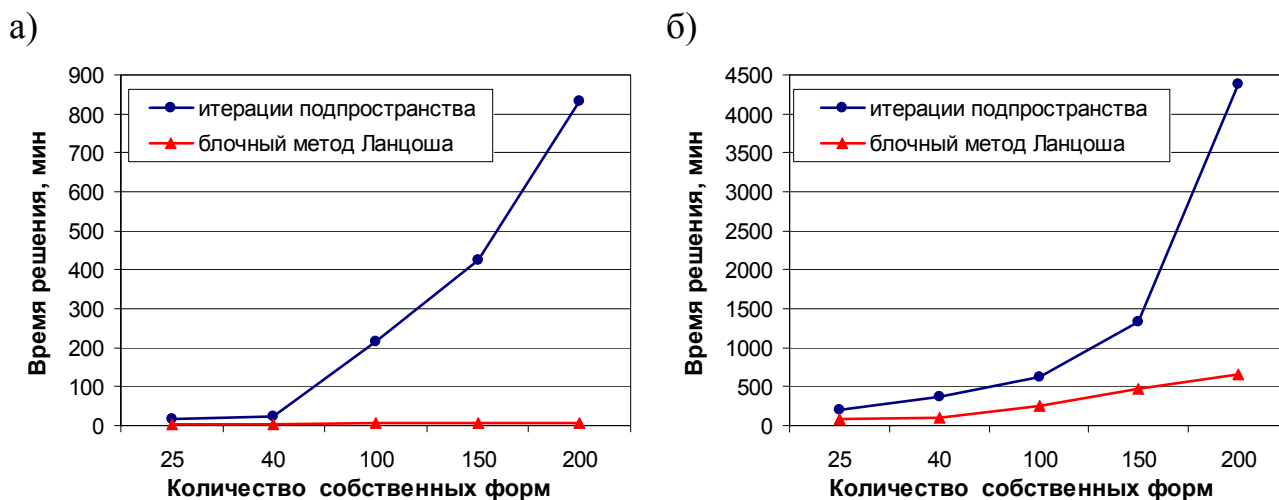 а)
900
800
700
600
500
400
300
200
100
0
Время решения, мин
итерации подпространства
блочный метод Ланцоша
25 40 100 150 200
Количество собственных форм
б)
4500
4000
3500
3000
2500
2000
1500
1000
500
0
Время решения, мин
итерации подпространства
блочный метод Ланцоша
25 40 100 150 200
Количество собственных форм